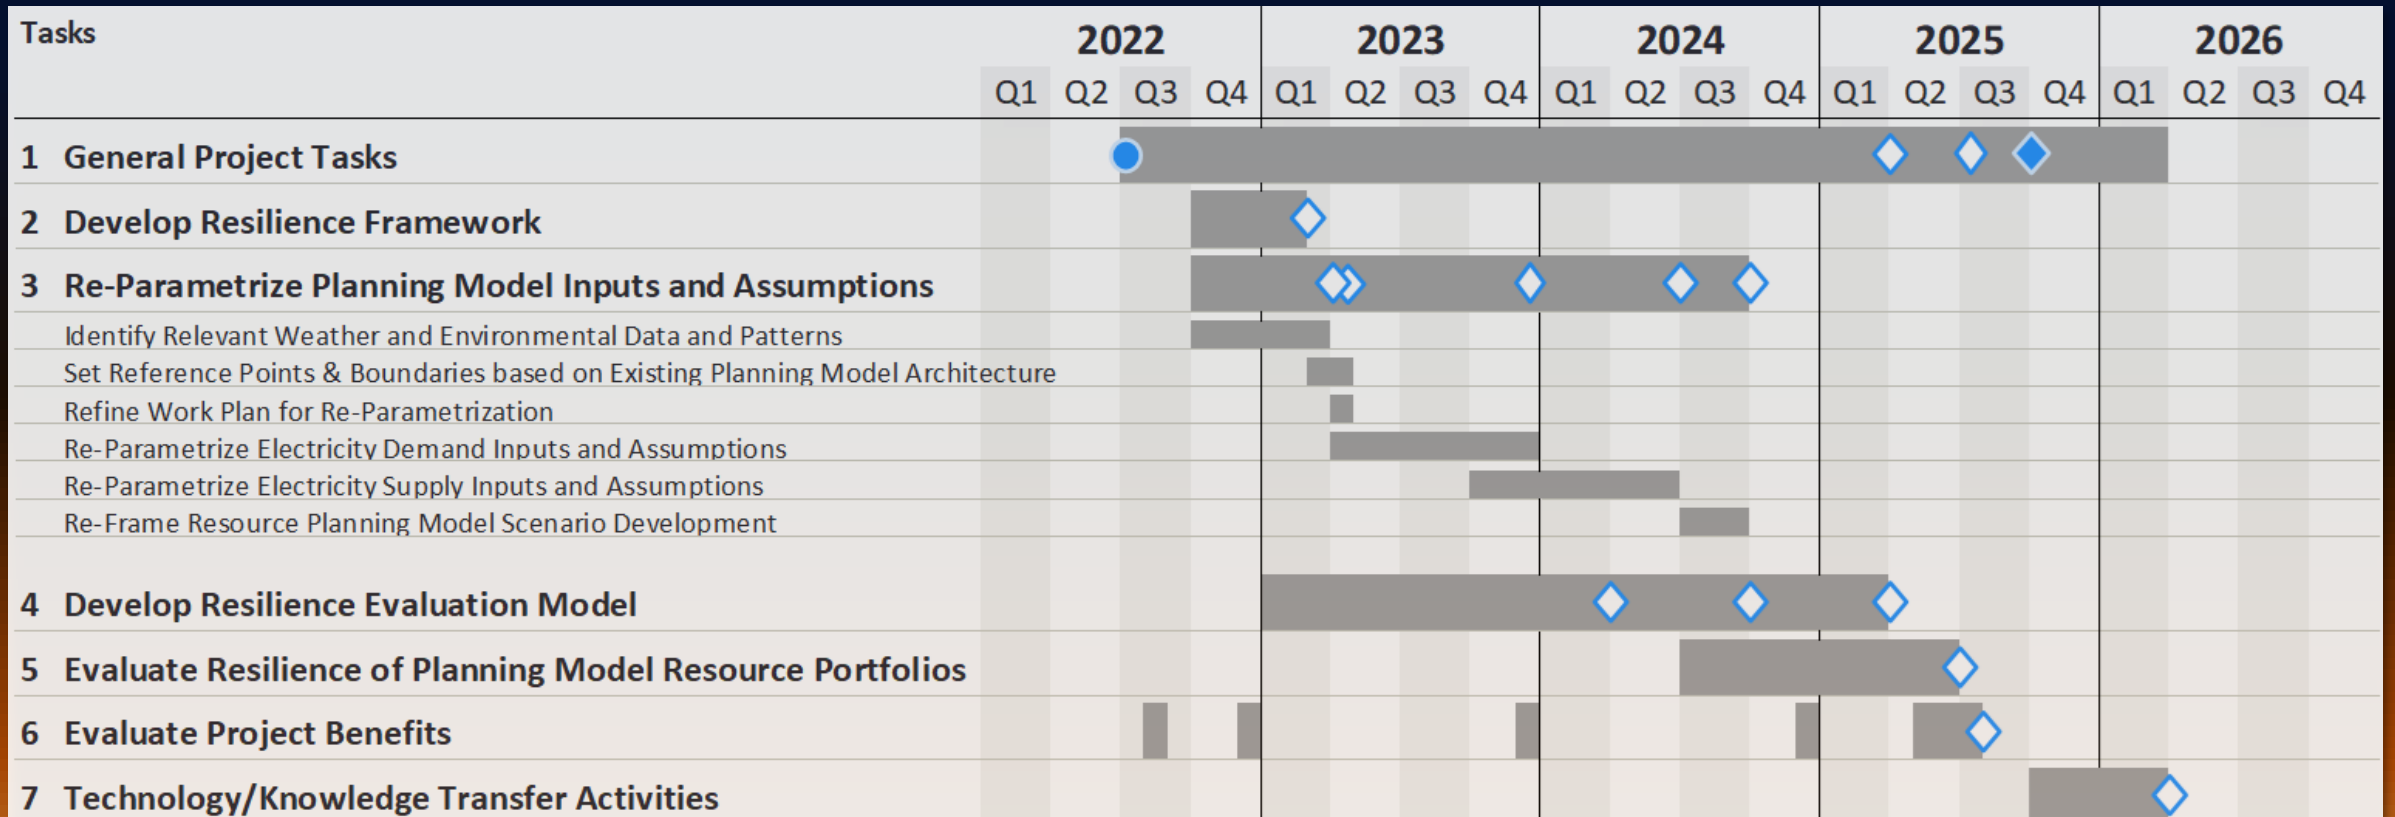 Tasks
2022 2023 2024 2025 2026
Q1 Q2 Q3 Q4 Q1 Q2 Q3 Q4 Q1 Q2 Q3 Q4 Q1 Q2 Q3 Q4 Q1 Q2 Q3 Q4
1 General Project Tasks
2 Develop Resilience Framework
3 Re-Parametrize Planning Model Inputs and Assumptions
Identify Relevant Weather and Environmental Data and Patterns
Set Reference Points & Boundaries based on Existing Planning Model Architecture
Refine Work Plan for Re-Parametrization
Re-Parametrize Electricity Demand Inputs and Assumptions
Re-Parametrize Electricity Supply Inputs and Assumptions
Re-Frame Resource Planning Model Scenario Development
4 Develop Resilience Evaluation Model
5 Evaluate Resilience of Planning Model Resource Portfolios
6 Evaluate Project Benefits
7 Technology/Knowledge Transfer Activities